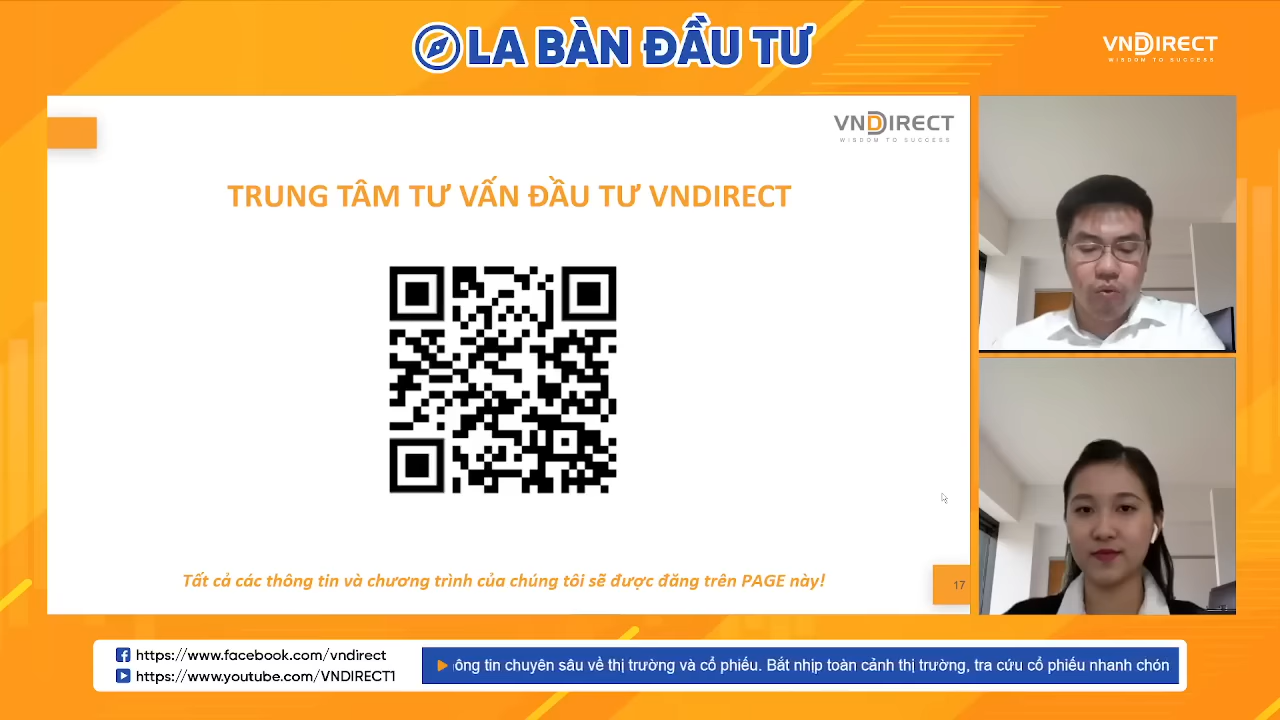 LA BÀN ĐẦU TƯ
VNDIRECT
WISDOM TO SUCCESS
VNDIRECT
WISDOM TO SUCCESS
TRUNG TÂM TƯ VẤN ĐẦU TƯ VNDIRECT
Tất cả các thông tin và chương trình của chúng tôi sẽ được đăng trên PAGE này!
17
https://www.facebook.com/vndirect
https://www.youtube.com/VNDIRECT1
ông tin chuyên sâu về thị trường và cổ phiếu. Bắt nhịp toàn cảnh thị trường, tra cứu cổ phiếu nhanh chón